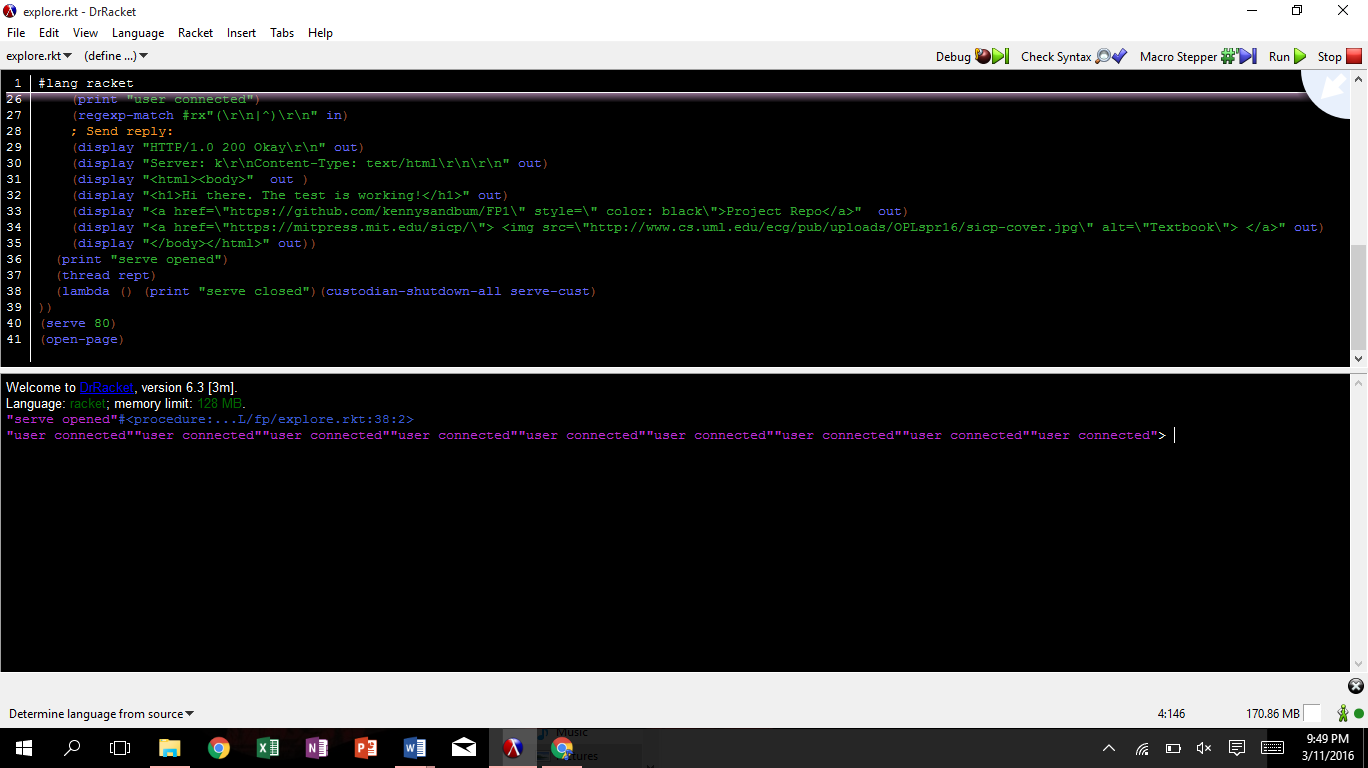 explore.rkt - DrRacket
File Edit View Language Racket Insert Tabs Help
explore.rkt (define ...) Debug Check Syntax Macro Stepper Run Stop
1 #lang racket
26 (print "user connected")
27 (regexp-match #rx"(\r\n|^)\r\n" in)
28 ; Send reply:
29 (display "HTTP/1.0 200 Okay\r\n" out)
30 (display "Server: k\r\nContent-Type: text/html\r\n\r\n" out)
31 (display "<html><body>"  out )
32 (display "<h1>Hi there. The test is working!</h1>" out)
33 (display "<a href=\"https://github.com/kennysandbum/FP1\" style=\" color: black\">Project Repo</a>"  out)
34 (display "<a href=\"https://mitpress.mit.edu/sicp/\"> <img src=\"http://www.cs.uml.edu/ecg/pub/uploads/OPLspr16/sicp-cover.jpg\" alt=\"Textbook\"> </a>" out)
35 (display "</body></html>" out))
36 (print "serve opened")
37 (thread rept)
38 (lambda () (print "serve closed")(custodian-shutdown-all serve-cust)
39 ))
40 (serve 80)
41 (open-page)
Welcome to DrRacket, version 6.3 [3m].
Language: racket; memory limit: 128 MB.
"serve opened"#<procedure:...L/fp/explore.rkt:38:2>
"user connected""user connected""user connected""user connected""user connected""user connected""user connected""user connected""user connected">
Determine language from source 4:146 170.86 MB
Music
9:49 PM
3/11/2016